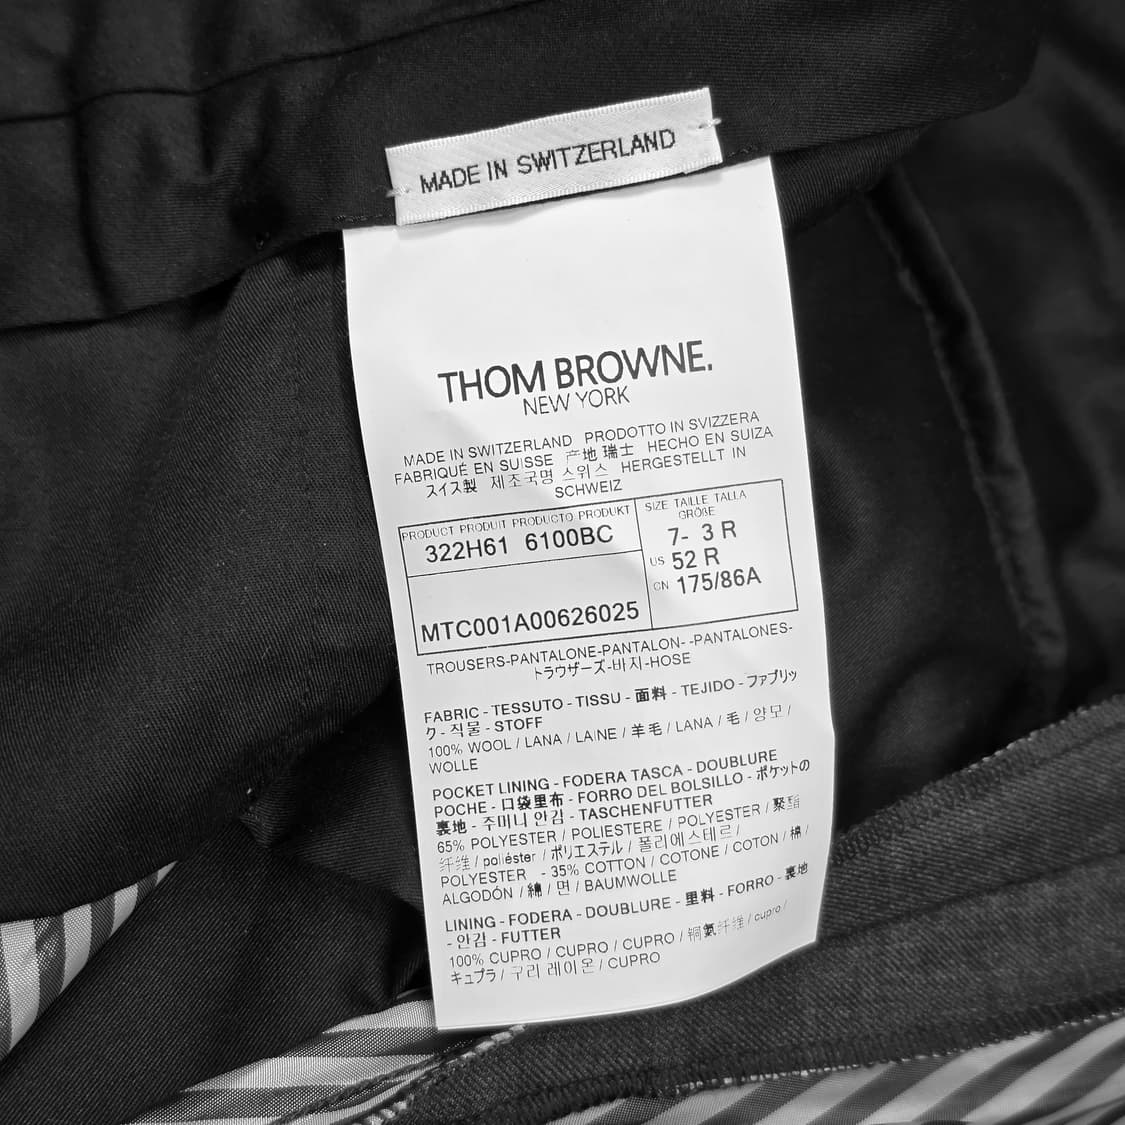 MADE IN SWITZERLAND
THOM BROWNE.
NEW YORK
MADE IN SWITZERLAND PRODOTTO IN SVIZZERA
FABRIQUÉ EN SUISSE 产地 瑞士 HECHO EN SUIZA
スイス製 제조국명 스위스 HERGESTELLT IN
SCHWEIZ
PRODUCT PRODUIT PRODUCTO PRODUKT
322H61 6100BC
MTC001A00626025
SIZE TAILLE TALLA
GRÖßE
7- 3 R
US 52 R
CN 175/86A
TROUSERS-PANTALONE-PANTALON- -PANTALONES-
トラウザーズ-바지-HOSE
FABRIC - TESSUTO - TISSU - 面料 - TEJIDO - ファブリッ
ク - 직물 - STOFF
100% WOOL / LANA / LAINE / 羊毛 / LANA / 毛 / 양모 /
WOLLE
POCKET LINING - FODERA TASCA - DOUBLURE
POCHE - 口袋里布 - FORRO DEL BOLSILLO - ポケットの
裏地 - 주머니 안감 - TASCHENFUTTER
65% POLYESTER / POLIESTERE / POLYESTER / 聚酯
纤维 / poliéster / ポリエステル / 폴리에스테르 /
POLYESTER - 35% COTTON / COTONE / COTON / 棉 /
ALGODÓN / 綿 / 면 / BAUMWOLLE
LINING - FODERA - DOUBLURE - 里料 - FORRO - 裏地
- 안감 - FUTTER
100% CUPRO / CUPRO / CUPRO / 铜氨纤维 / cupro /
キュプラ / 구리 레이온 / CUPRO